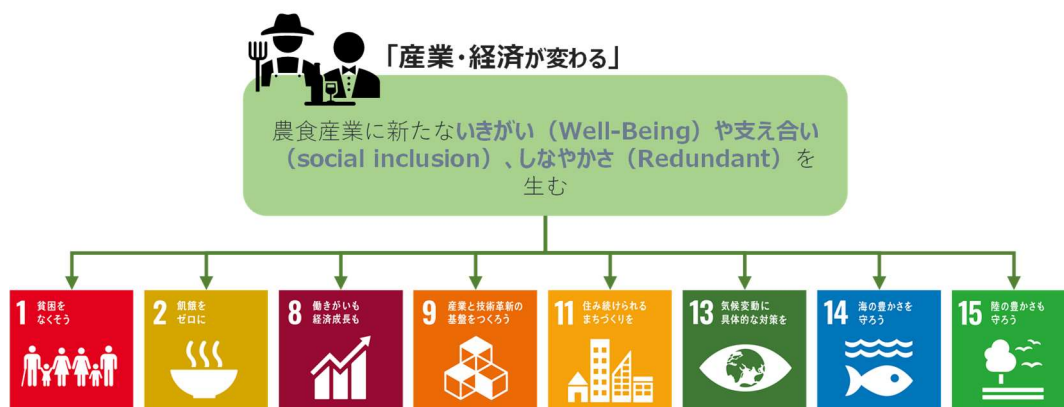 「産業・経済が変わる」
農食産業に新たないきがい（Well-Being）や支え合い
（social inclusion）、しなやかさ（Redundant）を
生む
1 貧困を
なくそう
2 飢餓を
ゼロに
8 働きがいも
経済成長も
9 産業と技術革新の
基盤をつくろう
11 住み続けられる
まちづくりを
13 気候変動に
具体的な対策を
14 海の豊かさを
守ろう
15 陸の豊かさも
守ろう